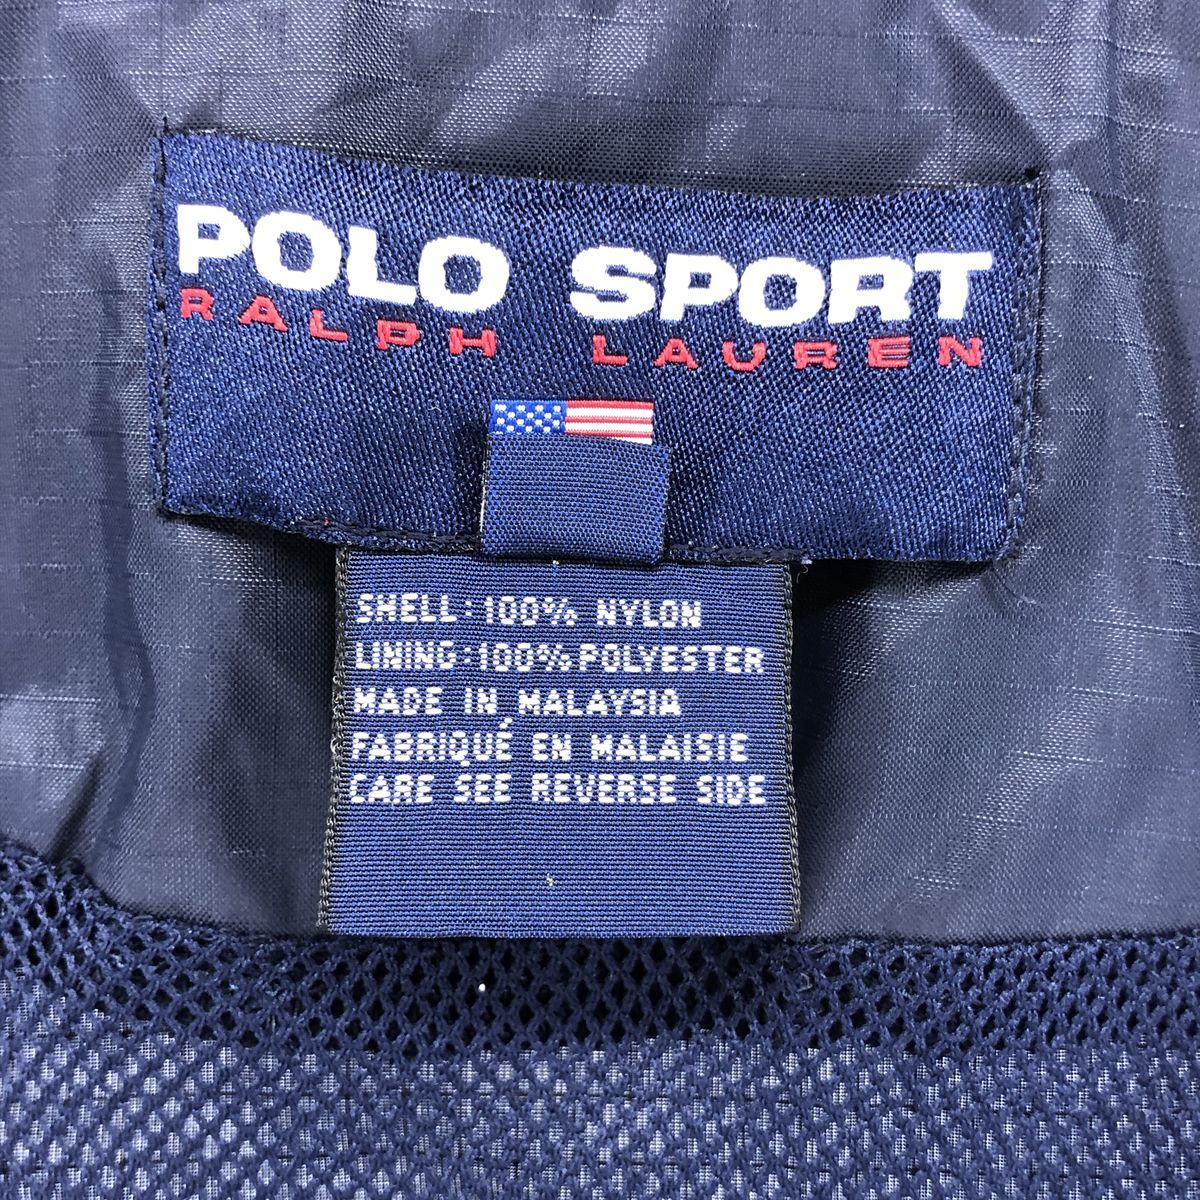 POLO SPORT
RALPH LAUREN
SHELL: 100% NYLON
LINING: 100% POLYESTER
MADE IN MALAYSIA
FABRIQUÉ EN MALAISIE
CARE SEE REVERSE SIDE